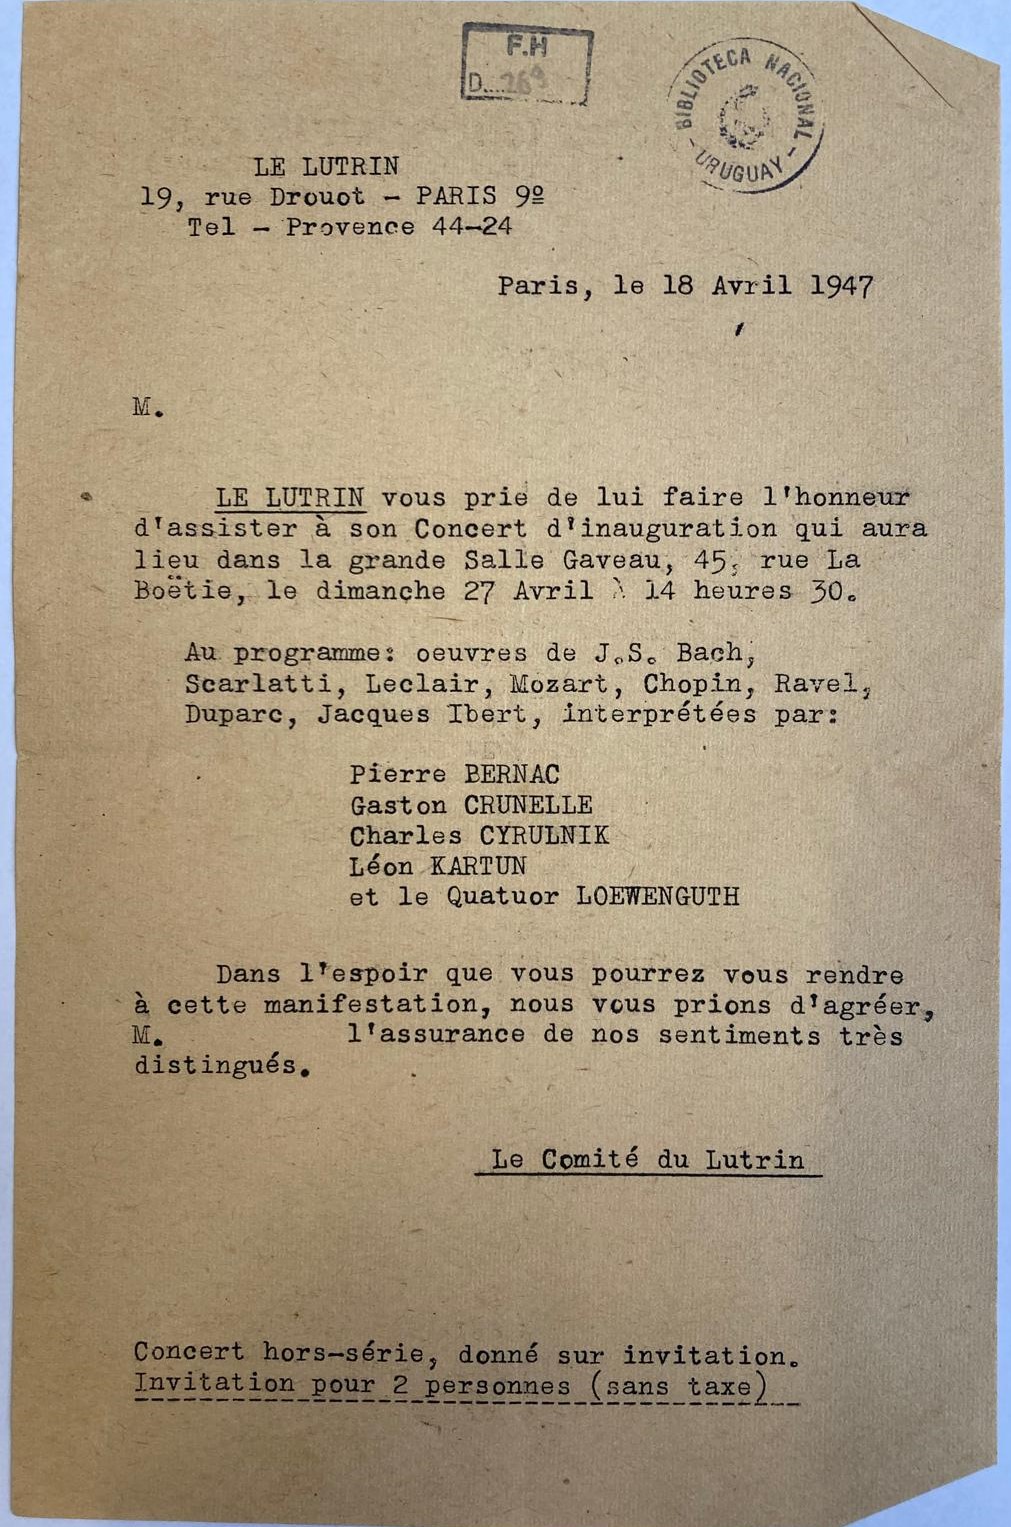 F.H
D....269
BIBLIOTECA NACIONAL
- URUGUAY -
LE LUTRIN
19, rue Drouot - PARIS 9º
Tel - Provence 44-24
Paris, le 18 Avril 1947
M.
LE LUTRIN vous prie de lui faire l'honneur
d'assister à son Concert d'inauguration qui aura
lieu dans la grande Salle Gaveau, 45, rue La
Boëtie, le dimanche 27 Avril à 14 heures 30.
Au programme: oeuvres de J.S. Bach,
Scarlatti, Leclair, Mozart, Chopin, Ravel,
Duparc, Jacques Ibert, interprétées par:
Pierre BERNAC
Gaston CRUNELLE
Charles CYRULNIK
Léon KARTUN
et le Quatuor LOEWENGUTH
Dans l'espoir que vous pourrez vous rendre
à cette manifestation, nous vous prions d'agréer,
M. l'assurance de nos sentiments très
distingués.
Le Comité du Lutrin
Concert hors-série, donné sur invitation.
Invitation pour 2 personnes (sans taxe)